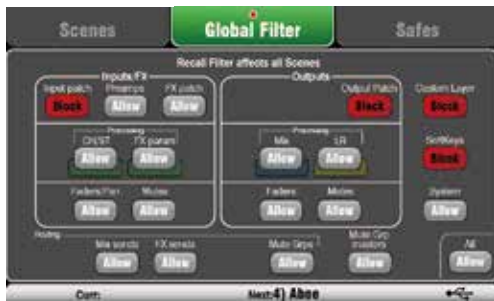 Scenes Global Filter Safes
Recall Filter affects all Scenes
Inputs/FX Outputs
Input patch Preamps FX patch Output Patch Custom Layer
Block Allow Allow Block Block
Processing Processing
CH/ST FX param Mix LR SoftKeys
Allow Allow Allow Allow Block
Faders/Pan Mutes Faders Mutes System
Allow Allow Allow Allow Allow
Routing
Mix sends FX sends Mute Grps Mute Grp masters All
Allow Allow Allow Allow Allow
Curr: Next:4) Aboe